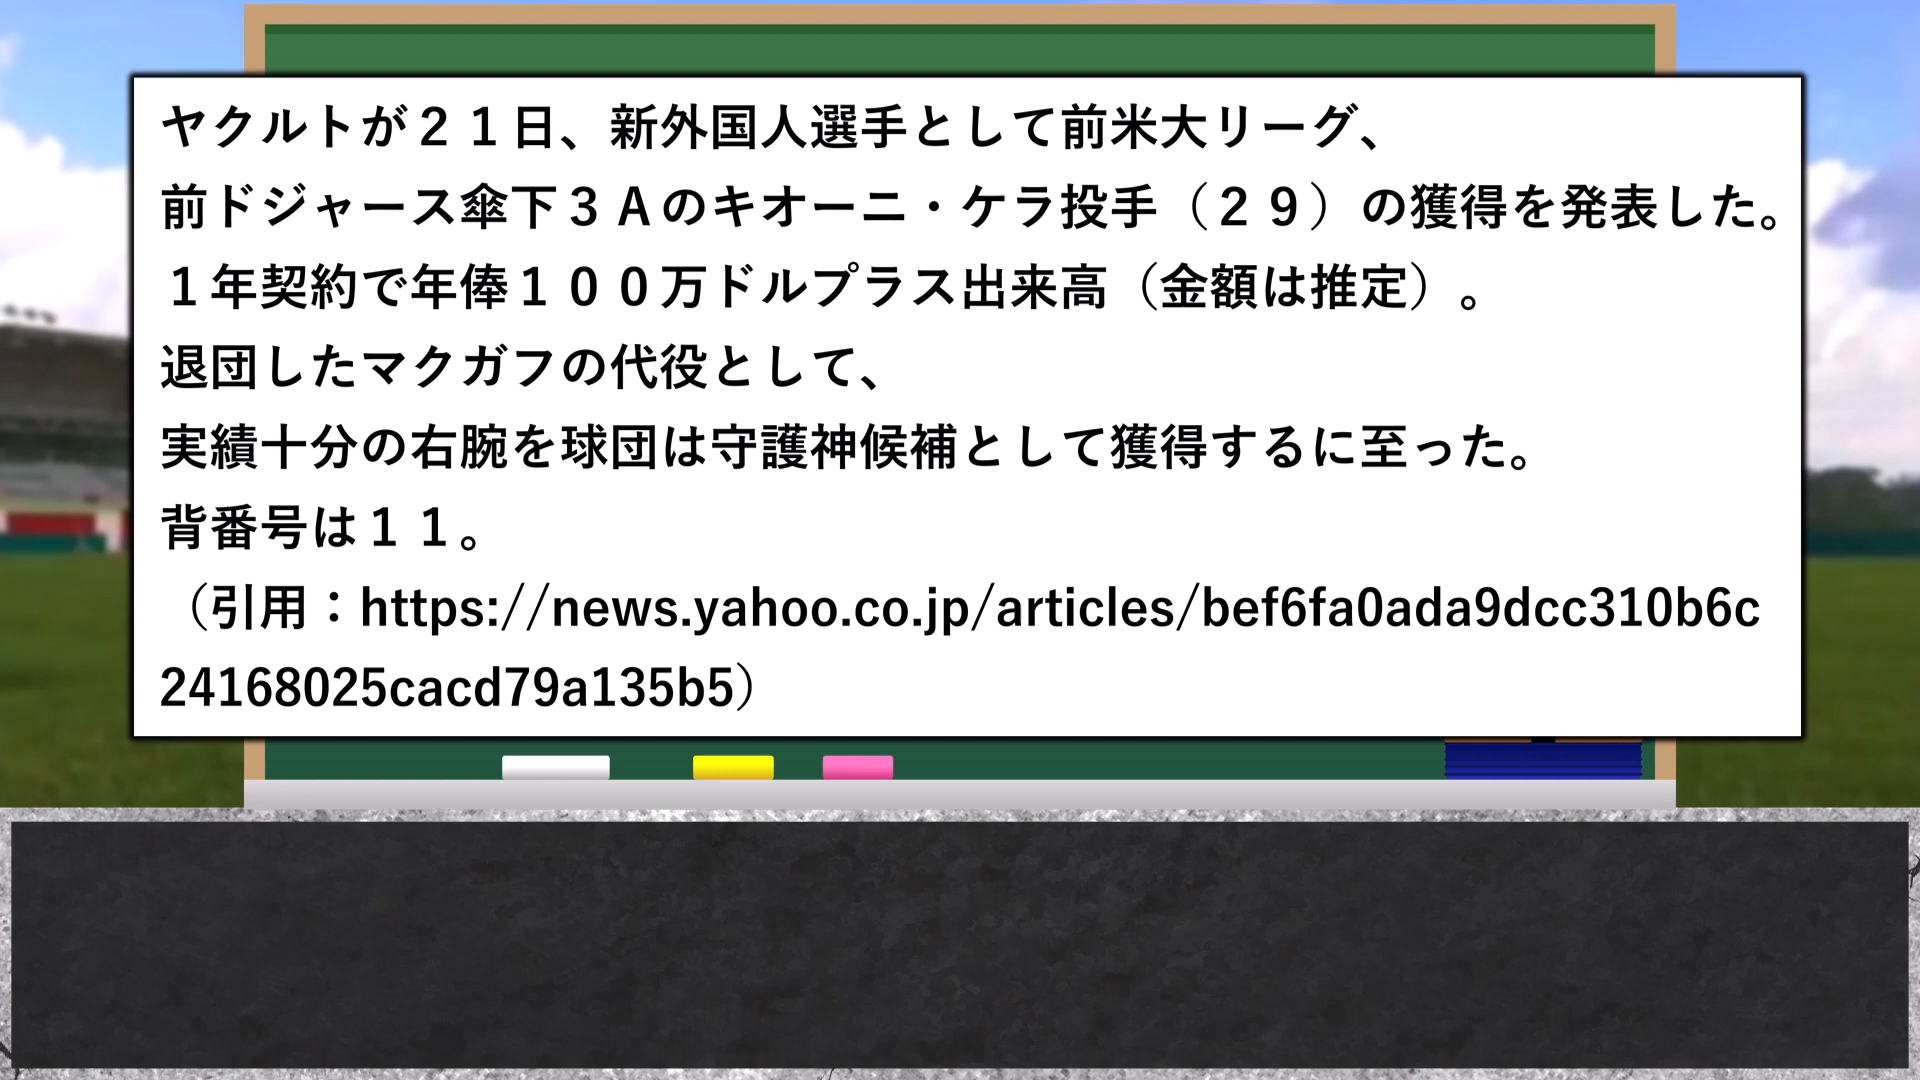 ヤクルトが２１日、新外国人選手として前米大リーグ、
前ドジャース傘下３Ａのキオーニ・ケラ投手（２９）の獲得を発表した。
１年契約で年俸１００万ドルプラス出来高（金額は推定）。
退団したマクガフの代役として、
実績十分の右腕を球団は守護神候補として獲得するに至った。
背番号は１１。
（引用：https://news.yahoo.co.jp/articles/bef6fa0ada9dcc310b6c
24168025cacd79a135b5）